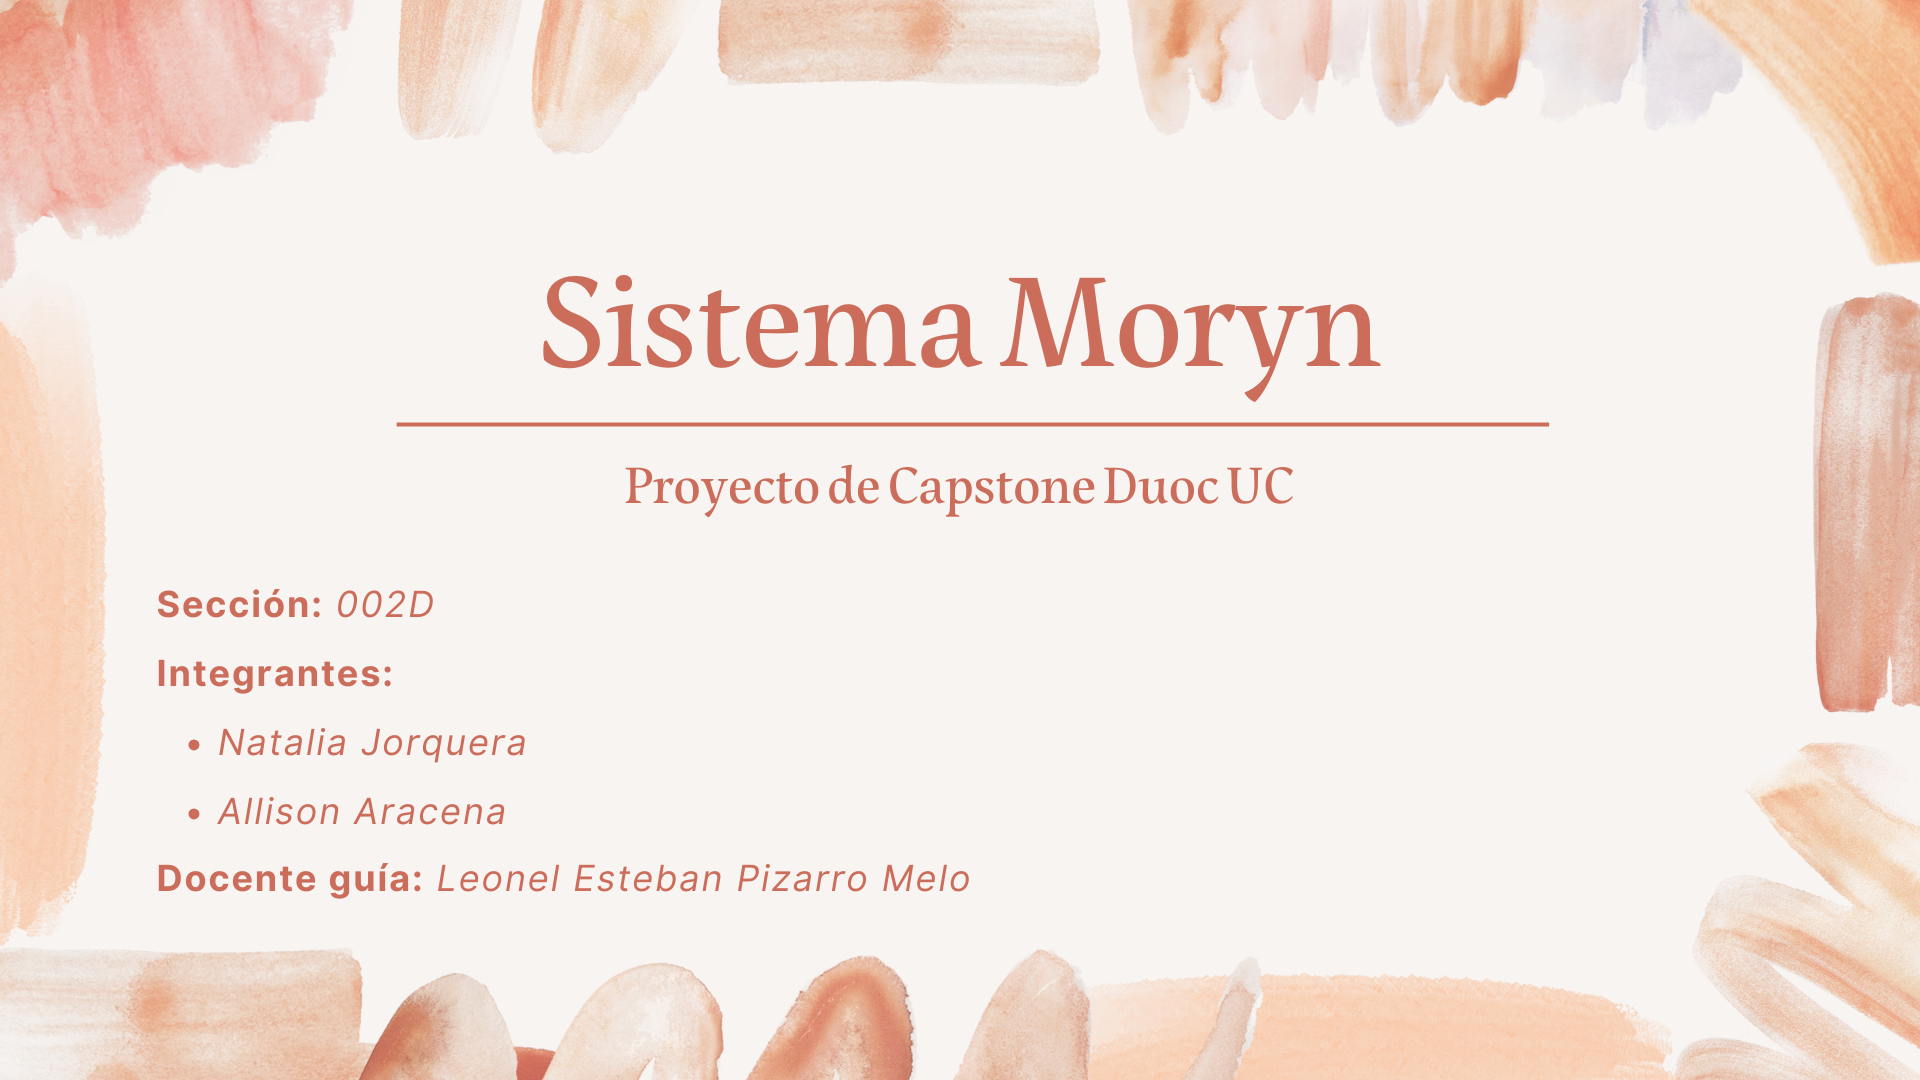 Sistema Moryn
Proyecto de Capstone Duoc UC
Sección: 002D
Integrantes:
• Natalia Jorquera
• Allison Aracena
Docente guía: Leonel Esteban Pizarro Melo